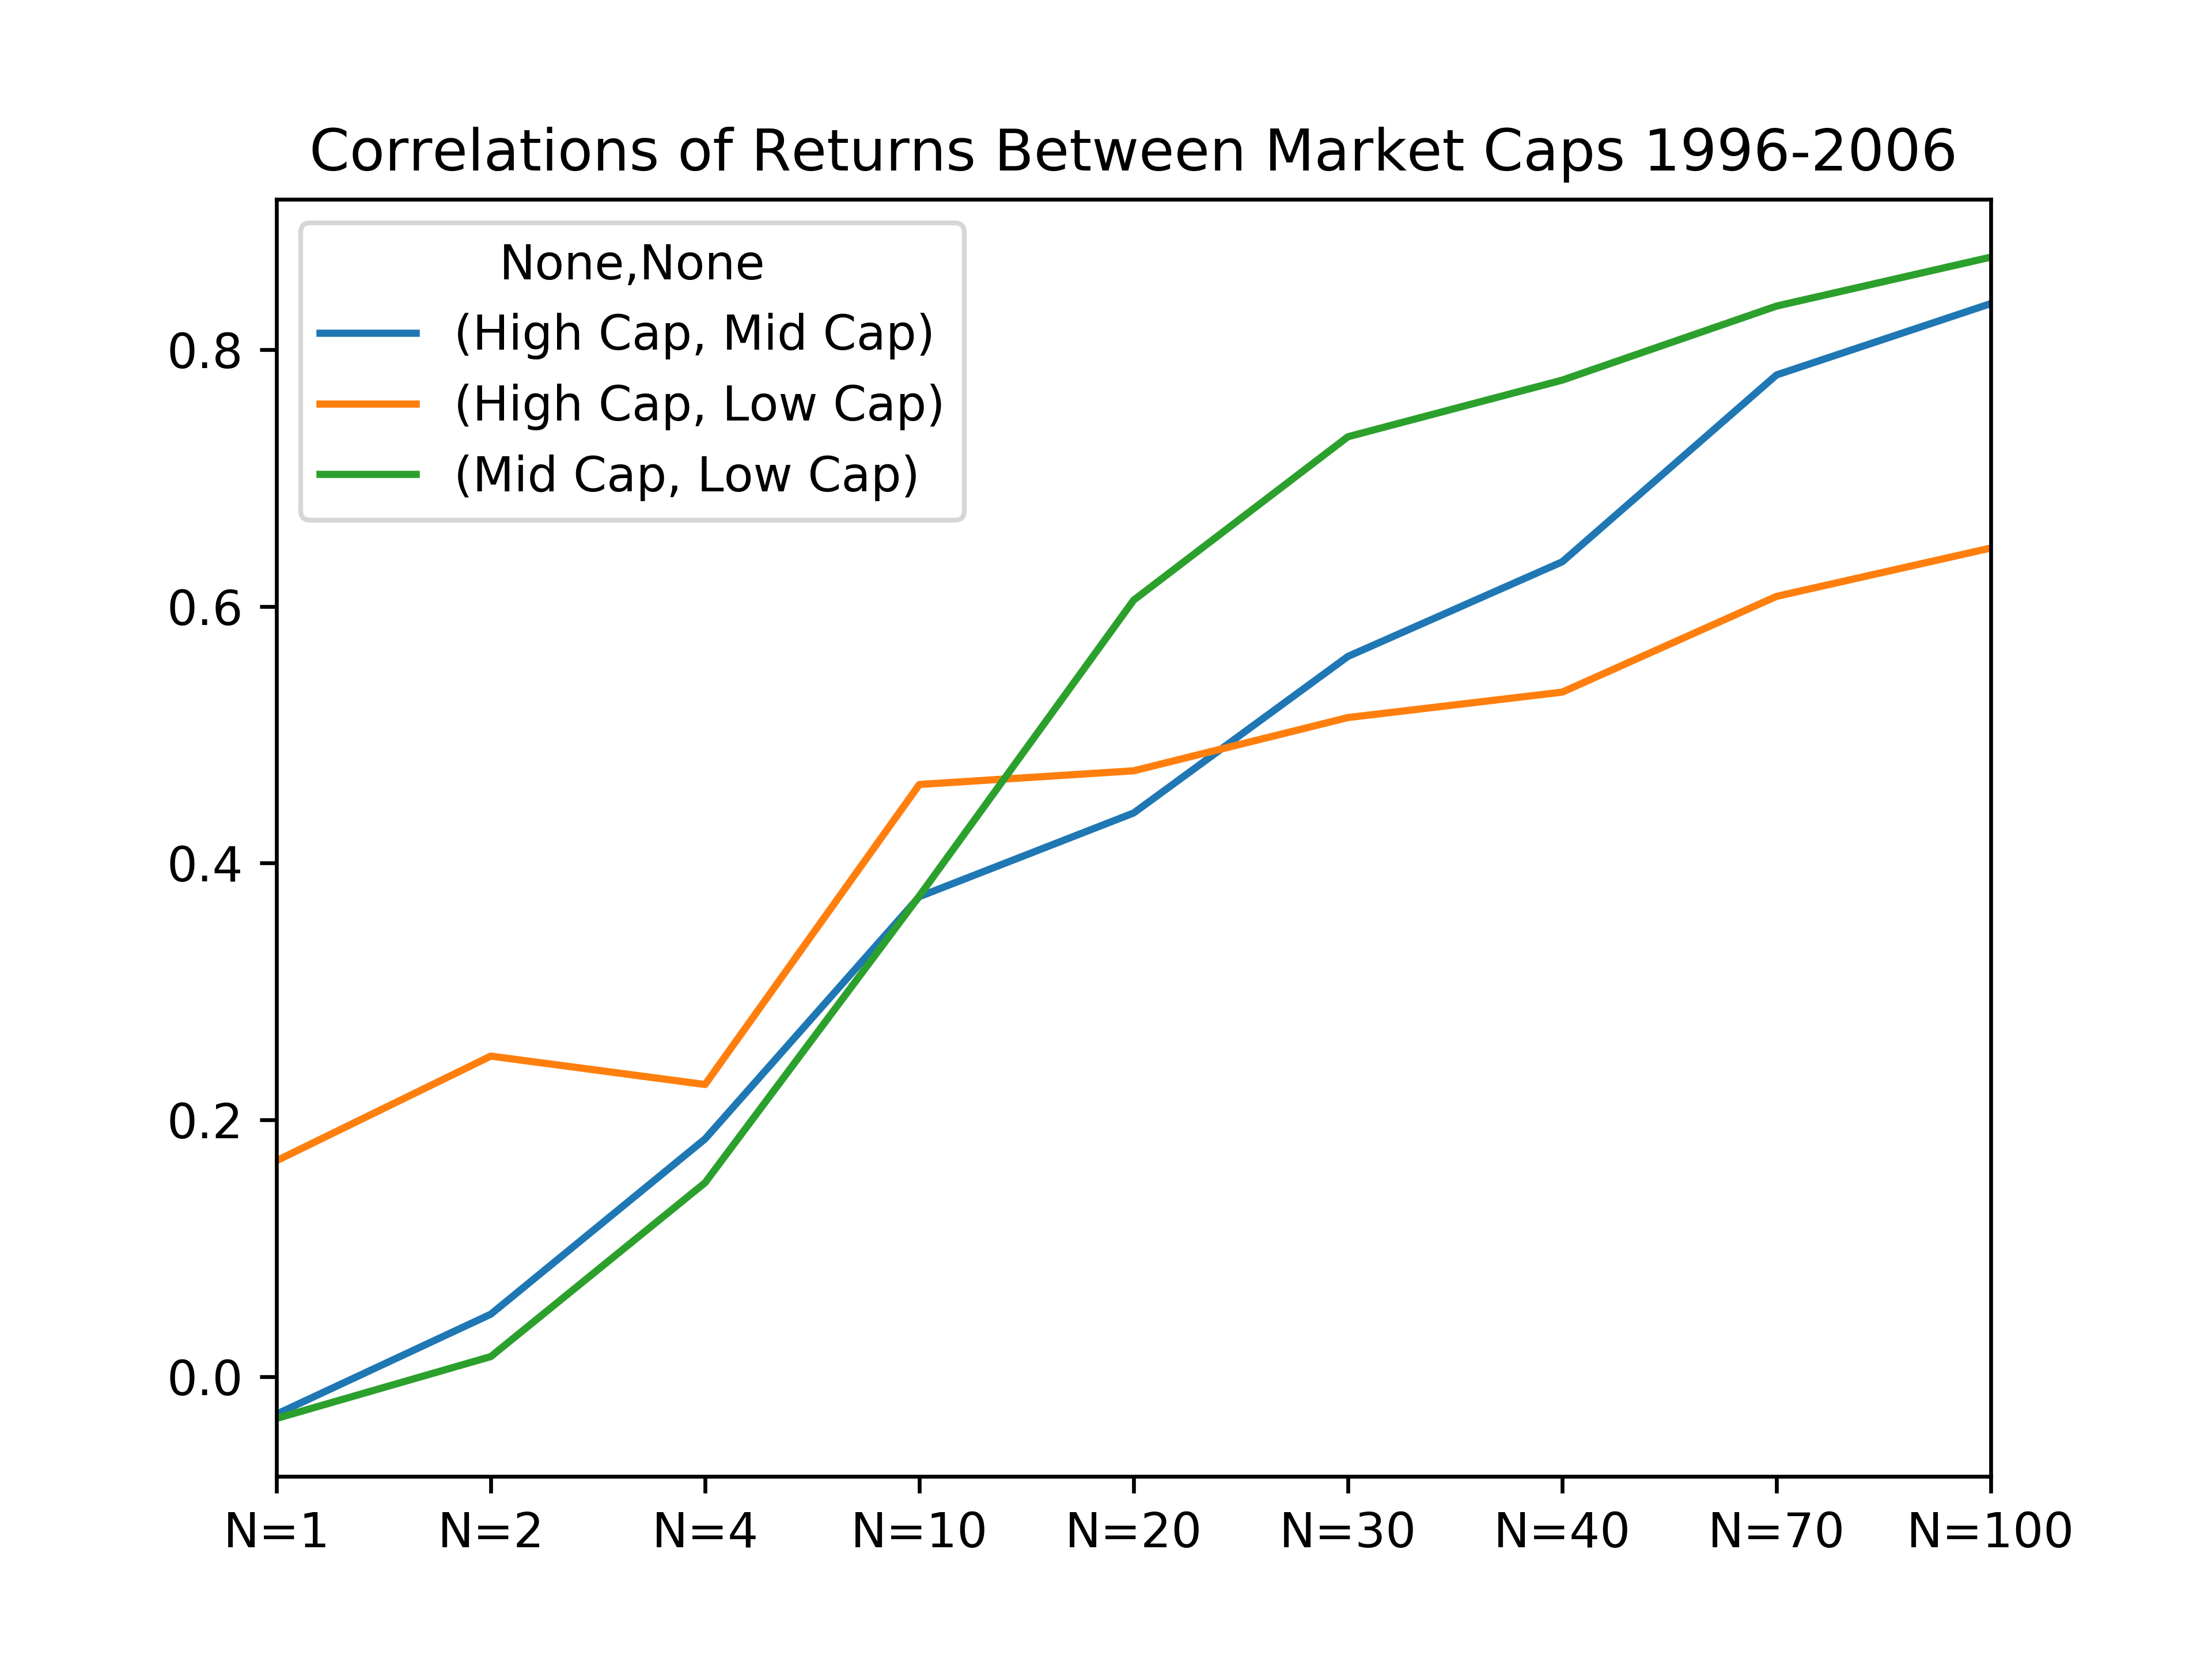 Correlations of Returns Between Market Caps 1996-2006
None,None
(High Cap, Mid Cap)
(High Cap, Low Cap)
(Mid Cap, Low Cap)
0.8
0.6
0.4
0.2
0.0
N=1 N=2 N=4 N=10 N=20 N=30 N=40 N=70 N=100